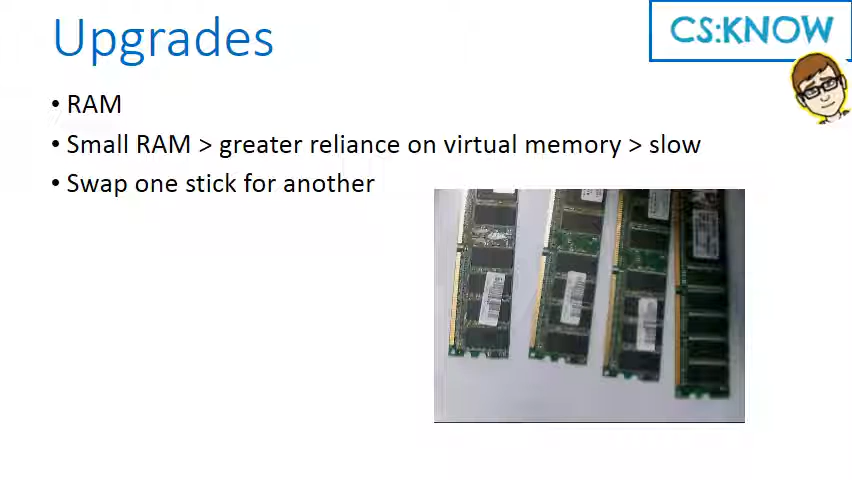 Upgrades
CS:KNOW
• RAM
• Small RAM > greater reliance on virtual memory > slow
• Swap one stick for another